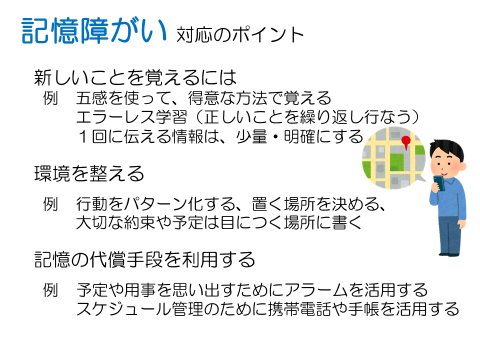 記憶障がい 対応のポイント
新しいことを覚えるには
例 五感を使って、得意な方法で覚える
エラーレス学習（正しいことを繰り返し行なう）
１回に伝える情報は、少量・明確にする
環境を整える
例 行動をパターン化する、置く場所を決める、
大切な約束や予定は目につく場所に書く
記憶の代償手段を利用する
例 予定や用事を思い出すためにアラームを活用する
スケジュール管理のために携帯電話や手帳を活用する